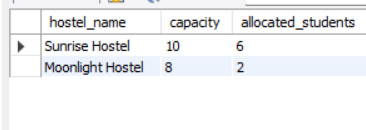 hostel_name capacity allocated_students
Sunrise Hostel 10 6
Moonlight Hostel 8 2